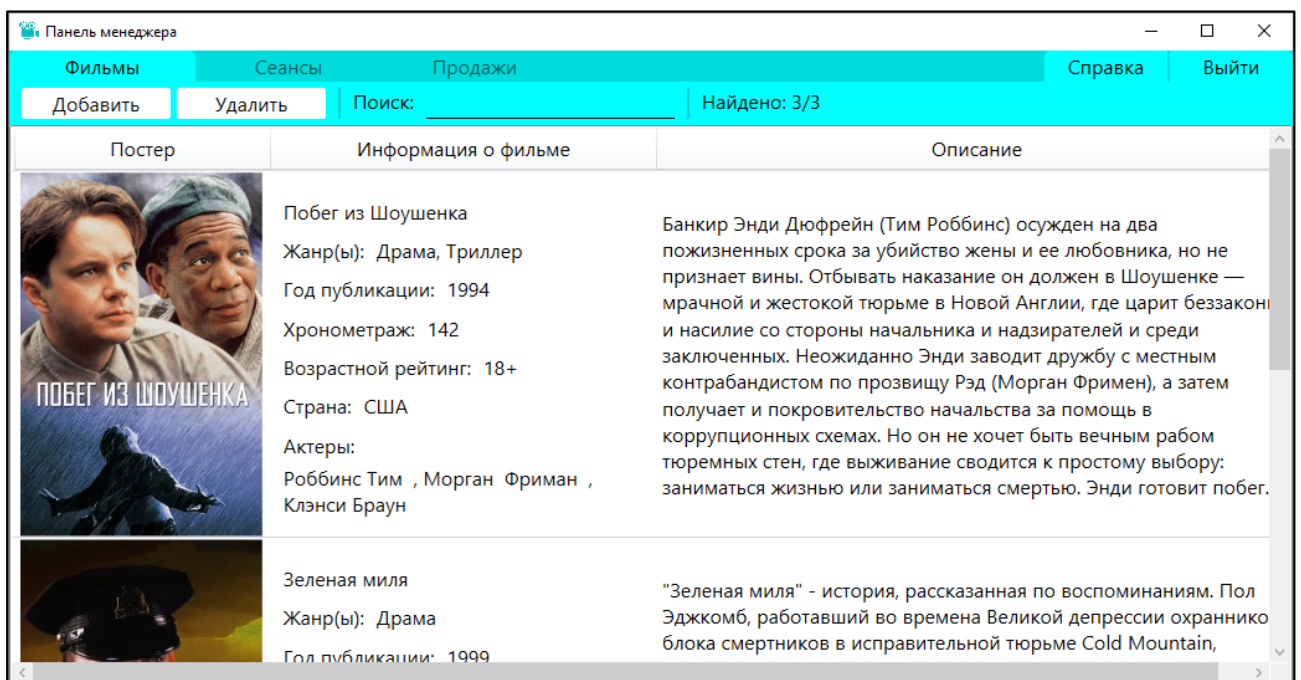 Панель менеджера
Фильмы Сеансы Продажи Справка Выйти
Добавить Удалить Поиск: Найдено: 3/3
Постер Информация о фильме Описание
ПОБЕГ ИЗ ШОУШЕНКА
Побег из Шоушенка
Жанр(ы): Драма, Триллер
Год публикации: 1994
Хронометраж: 142
Возрастной рейтинг: 18+
Страна: США
Актеры:
Роббинс Тим , Морган Фриман ,
Клэнси Браун
Банкир Энди Дюфрейн (Тим Роббинс) осужден на два
пожизненных срока за убийство жены и ее любовника, но не
признает вины. Отбывать наказание он должен в Шоушенке —
мрачной и жестокой тюрьме в Новой Англии, где царит беззакон
и насилие со стороны начальника и надзирателей и среди
заключенных. Неожиданно Энди заводит дружбу с местным
контрабандистом по прозвищу Рэд (Морган Фримен), а затем
получает и покровительство начальства за помощь в
коррупционных схемах. Но он не хочет быть вечным рабом
тюремных стен, где выживание сводится к простому выбору:
заниматься жизнью или заниматься смертью. Энди готовит побег.
Зеленая миля
Жанр(ы): Драма
Год публикации: 1999
"Зеленая миля" - история, рассказанная по воспоминаниям. Пол
Эджкомб, работавший во времена Великой депрессии охраннико
блока смертников в исправительной тюрьме Cold Mountain,